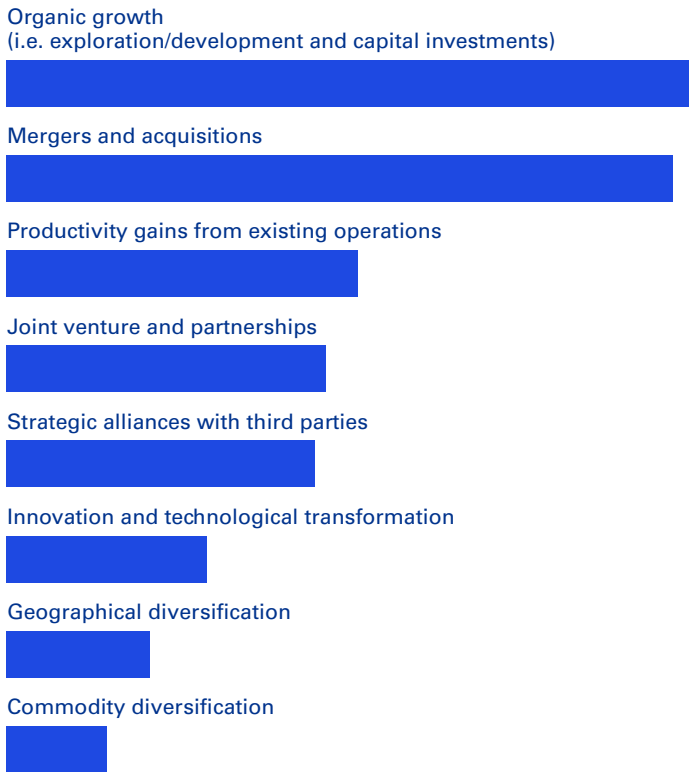 Organic growth
(i.e. exploration/development and capital investments)
Mergers and acquisitions
Productivity gains from existing operations
Joint venture and partnerships
Strategic alliances with third parties
Innovation and technological transformation
Geographical diversification
Commodity diversification